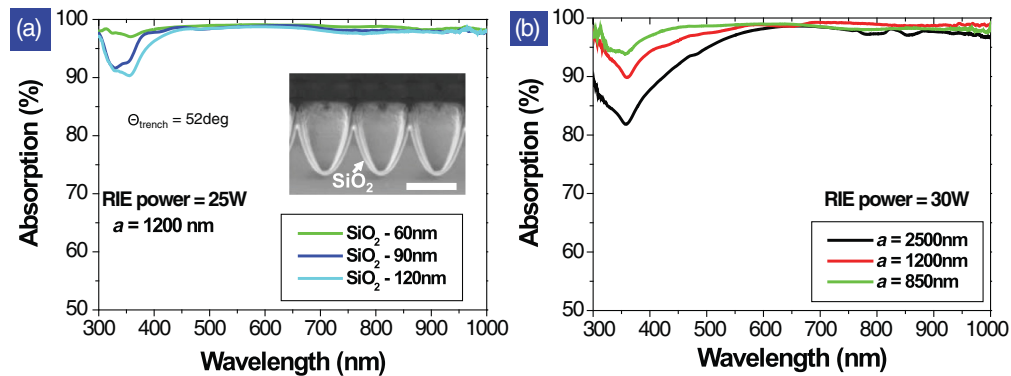 (a)
100
90
80
70
60
50
Absorption (%)
Θtrench = 52deg
SiO2
RIE power = 25W
a = 1200 nm
SiO2 - 60nm
SiO2 - 90nm
SiO2 - 120nm
300 400 500 600 700 800 900 1000
Wavelength (nm)
(b)
100
90
80
70
60
50
Absorption (%)
RIE power = 30W
a = 2500nm
a = 1200nm
a = 850nm
300 400 500 600 700 800 900 1000
Wavelength (nm)